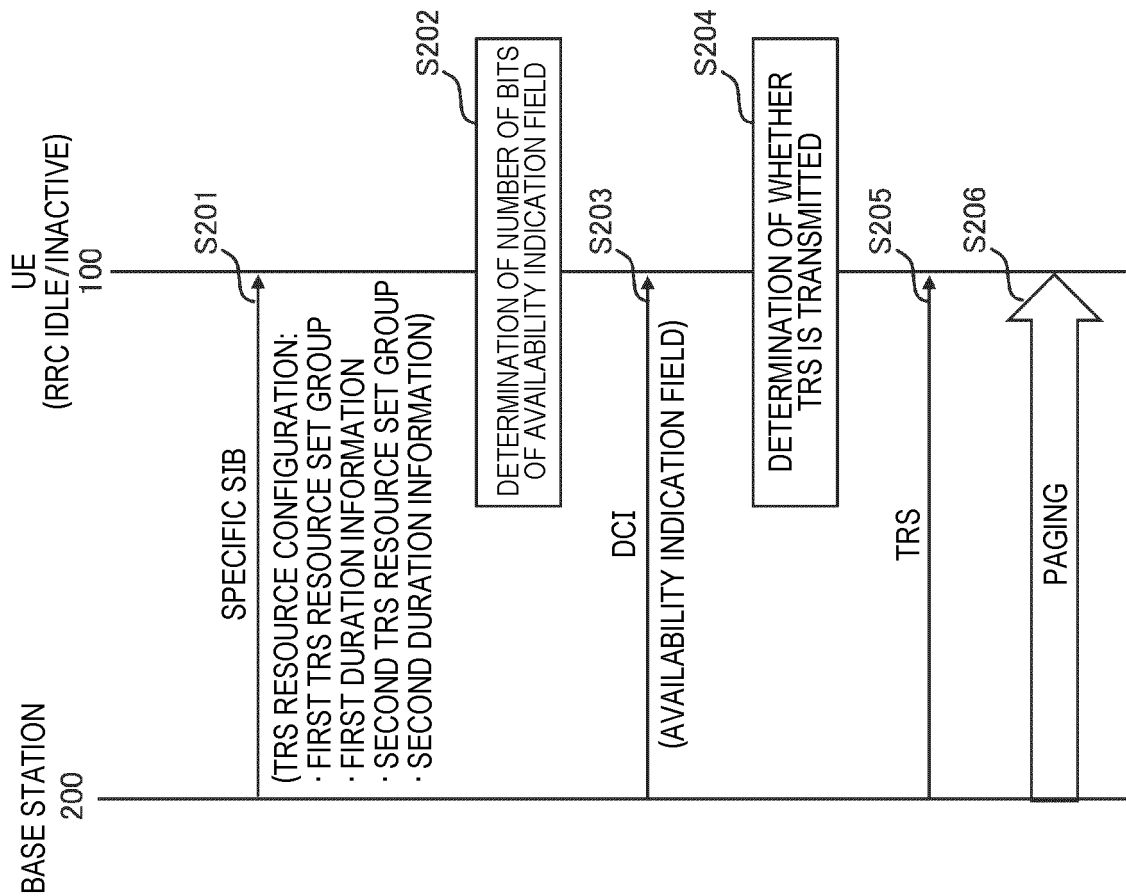 BASE STATION
200
UE
(RRC IDLE/INACTIVE)
100
S201
SPECIFIC SIB
(TRS RESOURCE CONFIGURATION:
· FIRST TRS RESOURCE SET GROUP
· FIRST DURATION INFORMATION
· SECOND TRS RESOURCE SET GROUP
· SECOND DURATION INFORMATION)
S202
DETERMINATION OF NUMBER OF BITS
OF AVAILABILITY INDICATION FIELD
S203
DCI
(AVAILABILITY INDICATION FIELD)
S204
DETERMINATION OF WHETHER
TRS IS TRANSMITTED
S205
TRS
S206
PAGING